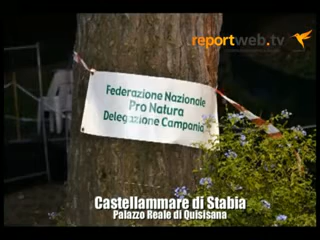 reportweb.tv
Federazione Nazionale
Pro Natura
Delegazione Campania
Castellammare di Stabia
Palazzo Reale di Quisisana